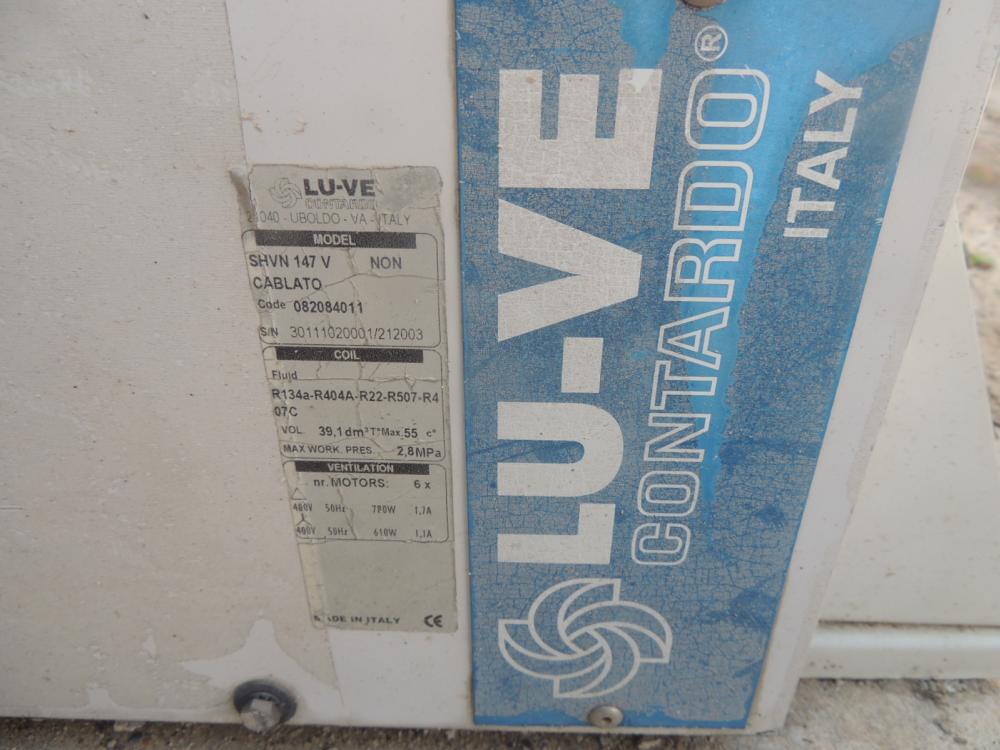 LU-VE
CONTARDO
21040 - UBOLDO - VA - ITALY
MODEL
SHVN 147 V NON
CABLATO
Code 082084011
S/N 30111020001/212003
COIL
Fluid
R134a-R404A-R22-R507-R4
07C
VOL. 39,1 dm³ T°Max 55 c°
MAX WORK. PRES. 2,8MPa
VENTILATION
nr. MOTORS: 6 x
400V 50Hz 780W 1,7A
400V 50Hz 610W 1,1A
MADE IN ITALY CE
LU-VE
CONTARDO®
ITALY